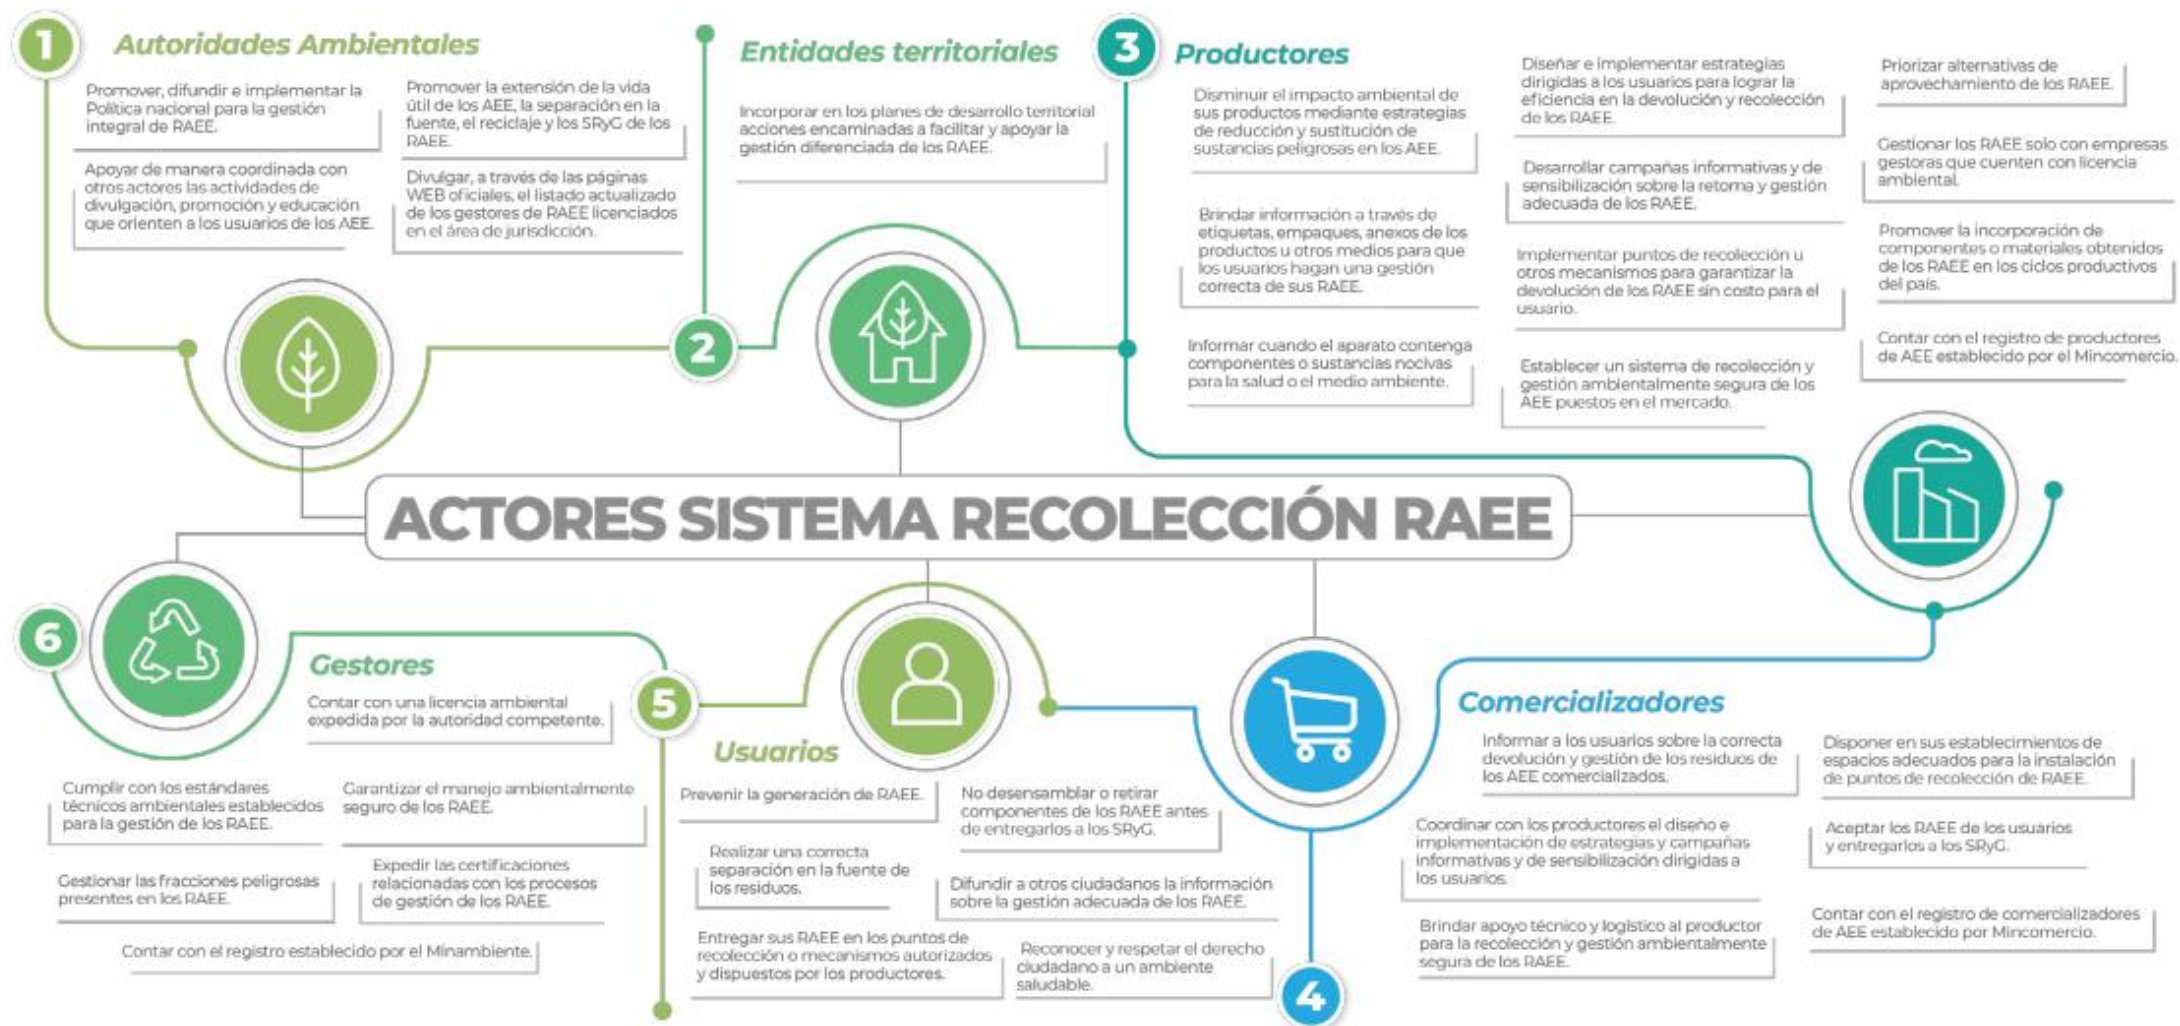 1
Autoridades Ambientales
Promover, difundir e implementar la
Política nacional para la gestión
integral de RAEE.
Apoyar de manera coordinada con
otros actores las actividades de
divulgación, promoción y educación
que orienten a los usuarios de los AEE.
Promover la extensión de la vida
útil de los AEE, la separación en la
fuente, el reciclaje y los SRyG de los
RAEE.
Divulgar, a través de las páginas
WEB oficiales, el listado actualizado
de los gestores de RAEE licenciados
en el área de jurisdicción.
2
Entidades territoriales
Incorporar en los planes de desarrollo territorial
acciones encaminadas a facilitar y apoyar la
gestión diferenciada de los RAEE.
3
Productores
Disminuir el impacto ambiental de
sus productos mediante estrategias
de reducción y sustitución de
sustancias peligrosas en los AEE.
Brindar información a través de
etiquetas, empaques, anexos de los
productos u otros medios para que
los usuarios hagan una gestión
correcta de sus RAEE.
Informar cuando el aparato contenga
componentes o sustancias nocivas
para la salud o el medio ambiente.
Diseñar e implementar estrategias
dirigidas a los usuarios para lograr la
eficiencia en la devolución y recolección
de los RAEE.
Desarrollar campañas informativas y de
sensibilización sobre la retoma y gestión
adecuada de los RAEE.
Implementar puntos de recolección u
otros mecanismos para garantizar la
devolución de los RAEE sin costo para el
usuario.
Establecer un sistema de recolección y
gestión ambientalmente segura de los
AEE puestos en el mercado.
Priorizar alternativas de
aprovechamiento de los RAEE.
Gestionar los RAEE solo con empresas
gestoras que cuenten con licencia
ambiental.
Promover la incorporación de
componentes o materiales obtenidos
de los RAEE en los ciclos productivos
del país.
Contar con el registro de productores
de AEE establecido por el Mincomercio.
ACTORES SISTEMA RECOLECCIÓN RAEE
6
Gestores
Contar con una licencia ambiental
expedida por la autoridad competente.
Cumplir con los estándares
técnicos ambientales establecidos
para la gestión de los RAEE.
Garantizar el manejo ambientalmente
seguro de los RAEE.
Gestionar las fracciones peligrosas
presentes en los RAEE.
Expedir las certificaciones
relacionadas con los procesos
de gestión de los RAEE.
Contar con el registro establecido por el Minambiente.
5
Usuarios
Prevenir la generación de RAEE.
Realizar una correcta
separación en la fuente de
los residuos.
Entregar sus RAEE en los puntos de
recolección o mecanismos autorizados
y dispuestos por los productores.
No desensamblar o retirar
componentes de los RAEE antes
de entregarlos a los SRyG.
Difundir a otros ciudadanos la información
sobre la gestión adecuada de los RAEE.
Reconocer y respetar el derecho
ciudadano a un ambiente
saludable.
4
Comercializadores
Informar a los usuarios sobre la correcta
devolución y gestión de los residuos de
los AEE comercializados.
Coordinar con los productores el diseño e
implementación de estrategias y campañas
informativas y de sensibilización dirigidas a
los usuarios.
Brindar apoyo técnico y logístico al productor
para la recolección y gestión ambientalmente
segura de los RAEE.
Disponer en sus establecimientos de
espacios adecuados para la instalación
de puntos de recolección de RAEE.
Aceptar los RAEE de los usuarios
y entregarlos a los SRyG.
Contar con el registro de comercializadores
de AEE establecido por Mincomercio.